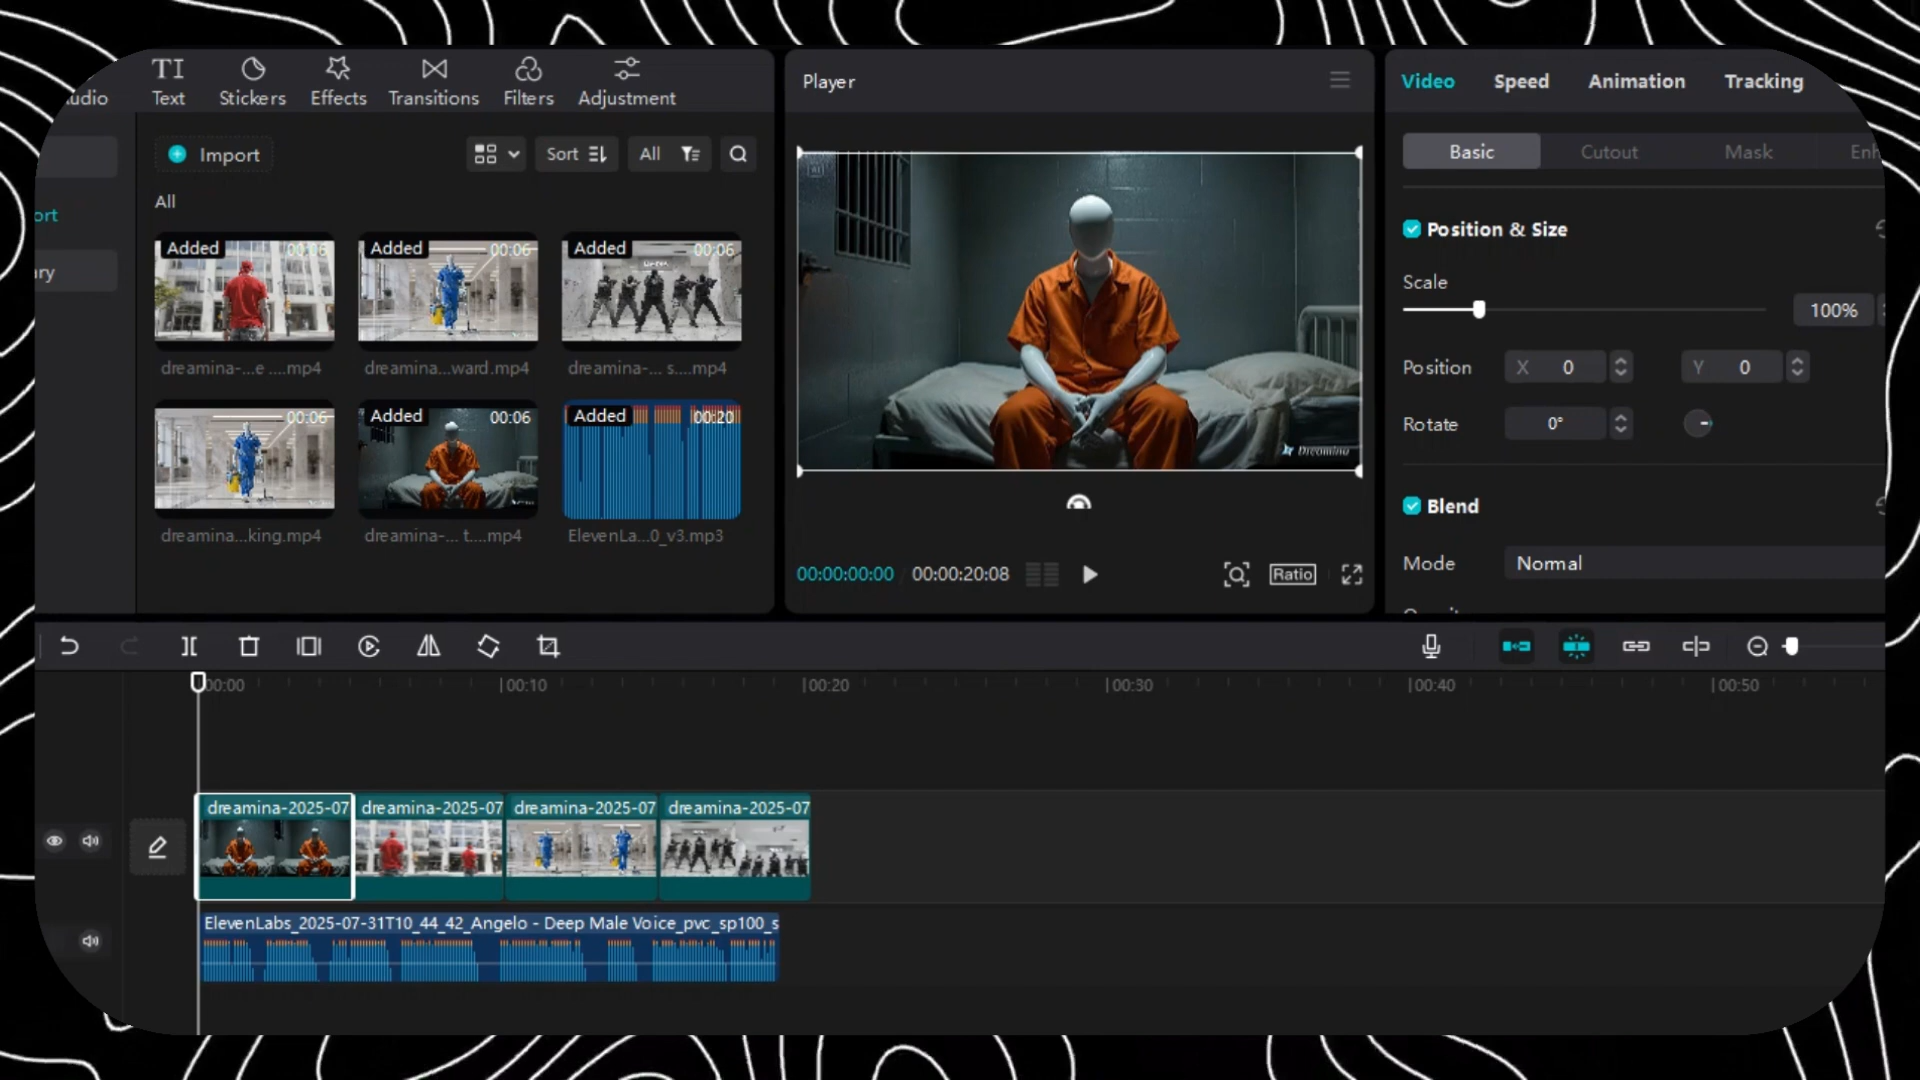 Text
Stickers
Effects
Transitions
Filters
Adjustment
Import
Sort
All
All
Added 00:06
Added 00:06
Added 00:06
dreamina-...e ....mp4
dreamina...ward.mp4
dreamina-... s....mp4
00:06
Added 00:06
Added 00:20
dreamina...king.mp4
dreamina-... t....mp4
ElevenLa...0_v3.mp3
Player
AI
Dreamina
00:00:00:00 / 00:00:20:08
Ratio
Video
Speed
Animation
Tracking
Basic
Cutout
Mask
Enh
Position & Size
Scale
100%
Position
X 0
Y 0
Rotate
0°
Blend
Mode
Normal
00:00
00:10
00:20
00:30
00:40
00:50
dreamina-2025-07
dreamina-2025-07
dreamina-2025-07
dreamina-2025-07
ElevenLabs_2025-07-31T10_44_42_Angelo - Deep Male Voice_pvc_sp100_s